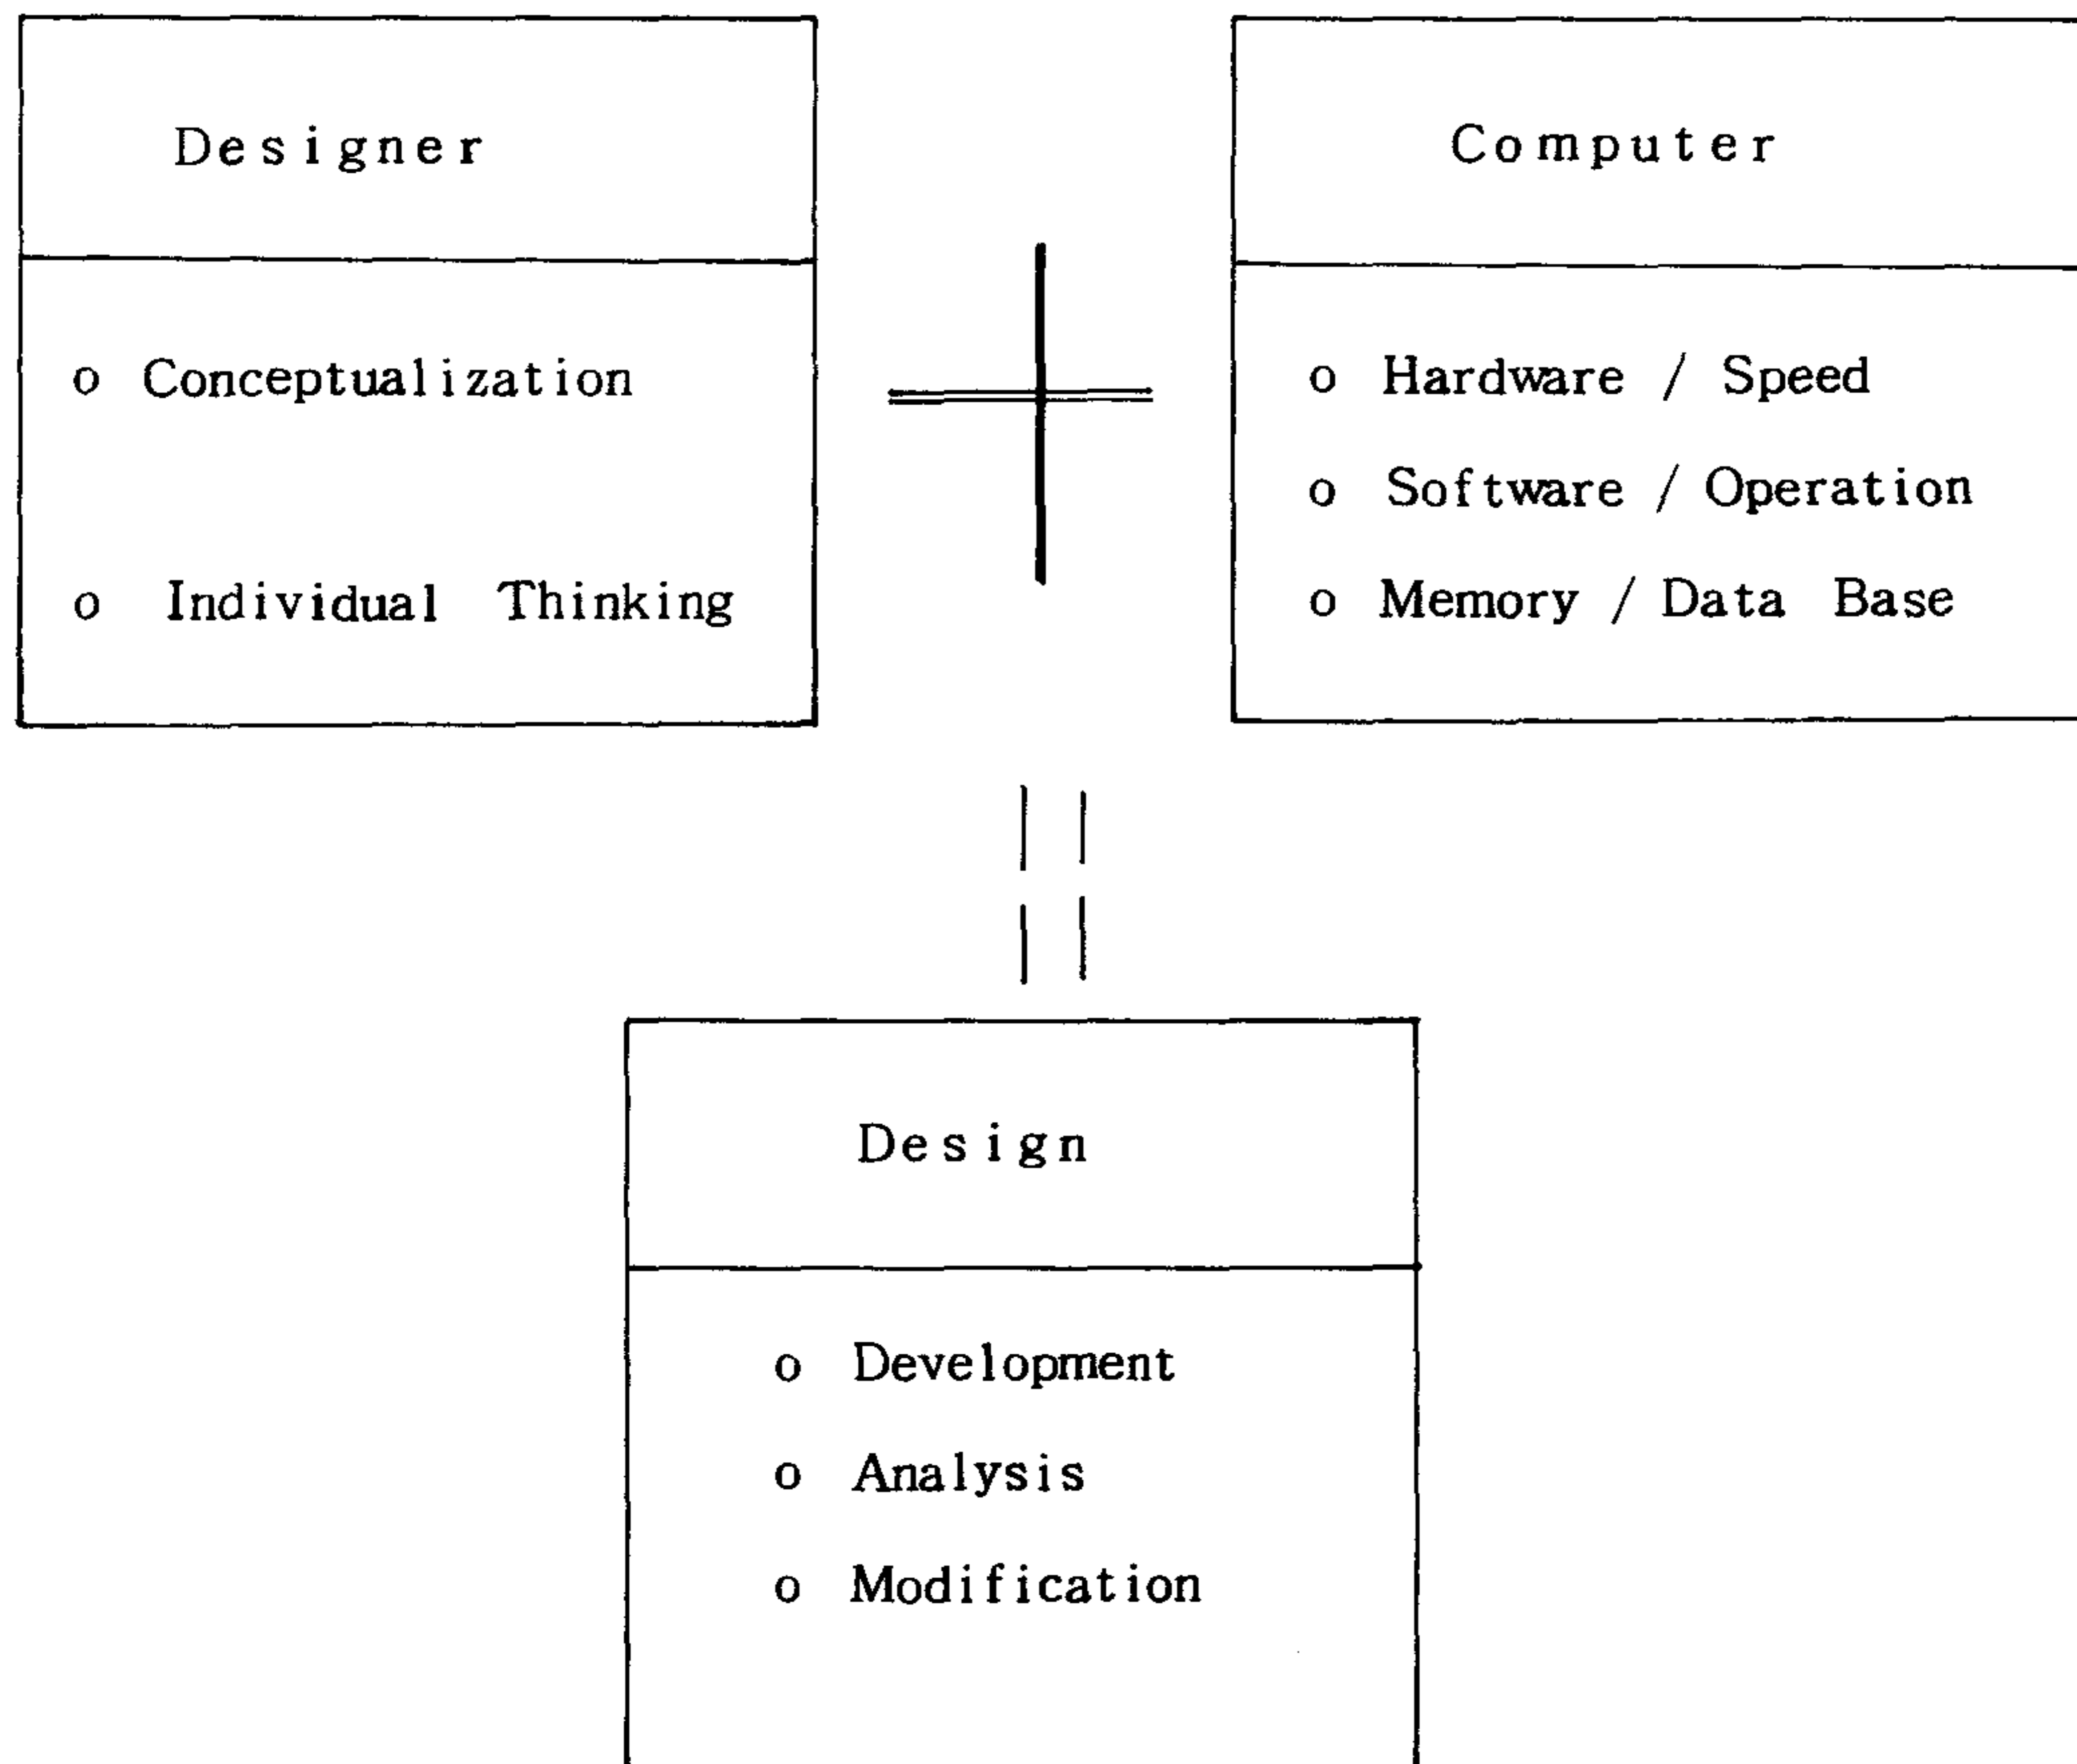 Designer
o Conceptualization
o Individual Thinking
+
Computer
o Hardware / Speed
o Software / Operation
o Memory / Data Base
Design
o Development
o Analysis
o Modification